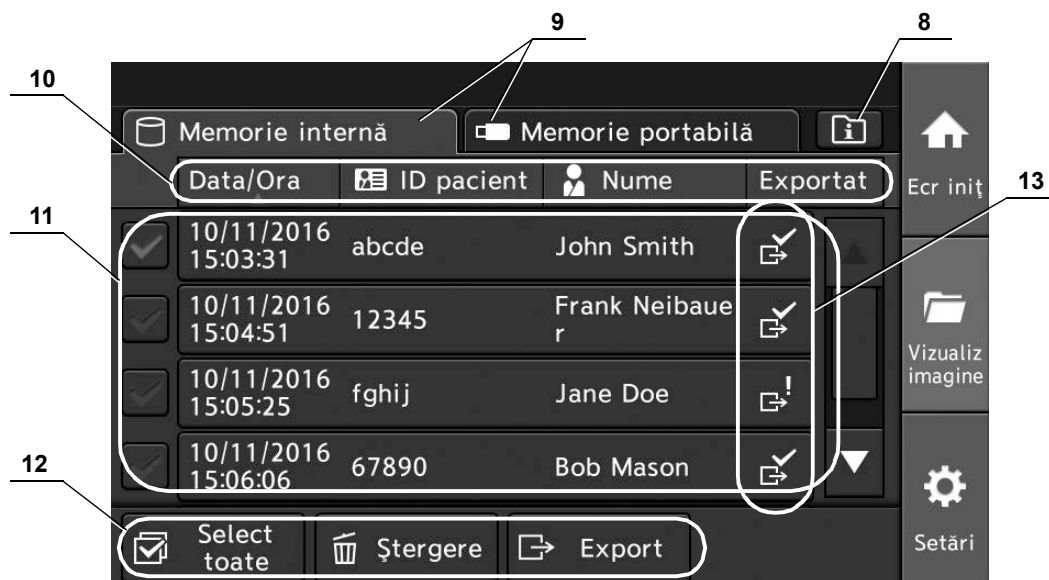 9
8
10
Memorie internă
Memorie portabilă
Data/Ora
ID pacient
Nume
Exportat
Ecr iniţ
13
11
10/11/2016
15:03:31
abcde
John Smith
10/11/2016
15:04:51
12345
Frank Neibaue
r
Vizualiz
imagine
10/11/2016
15:05:25
fghij
Jane Doe
10/11/2016
15:06:06
67890
Bob Mason
12
Select
toate
Ştergere
Export
Setări